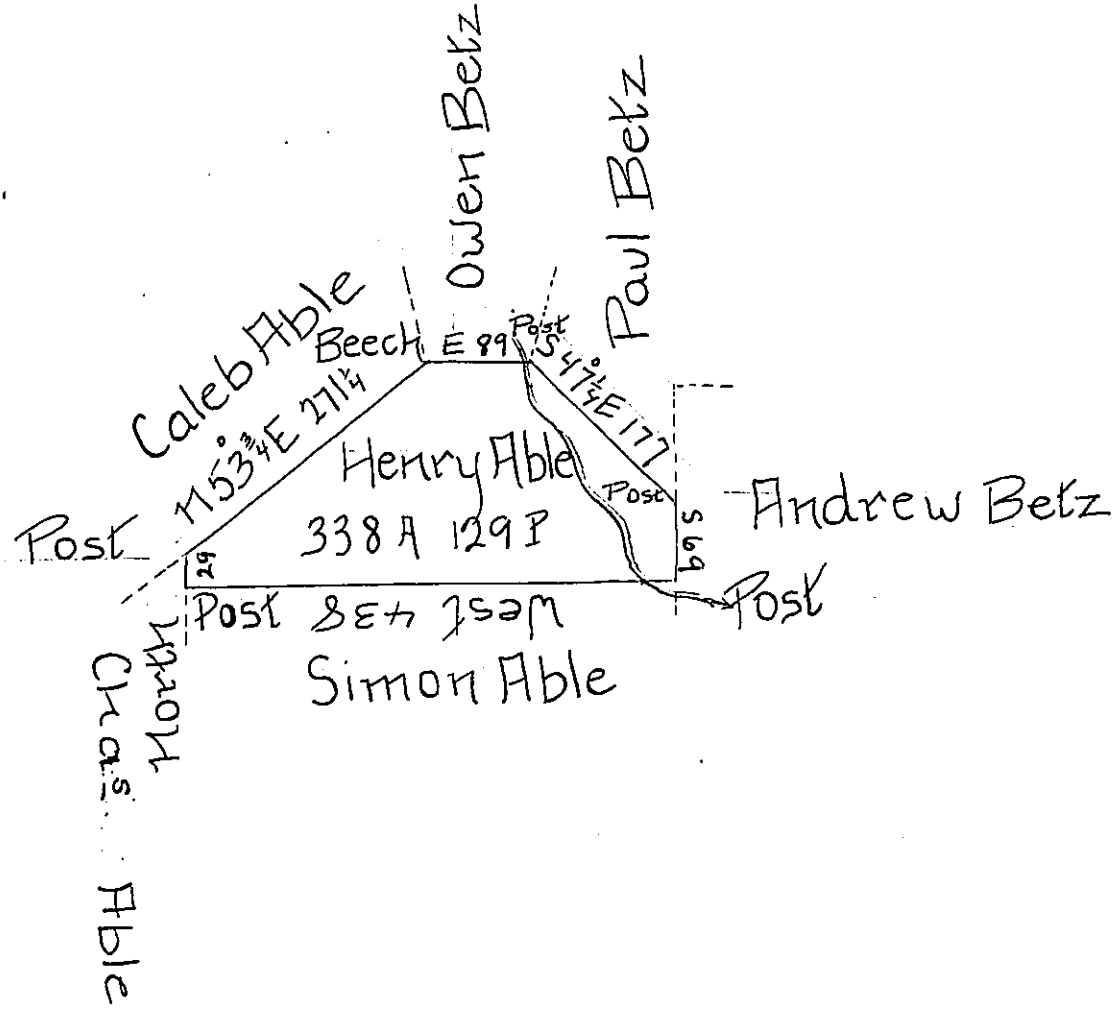 Owen Betz
Paul Betz
Caleb Able
Beech
E 89
Post
S 47¼° E 177
N 53¾° E 271¼
Henry Able
338 A 129 P
Post
Andrew Betz
S 69
Post
29
Post
West 438
Post
North
Simon Able
Chas. Able